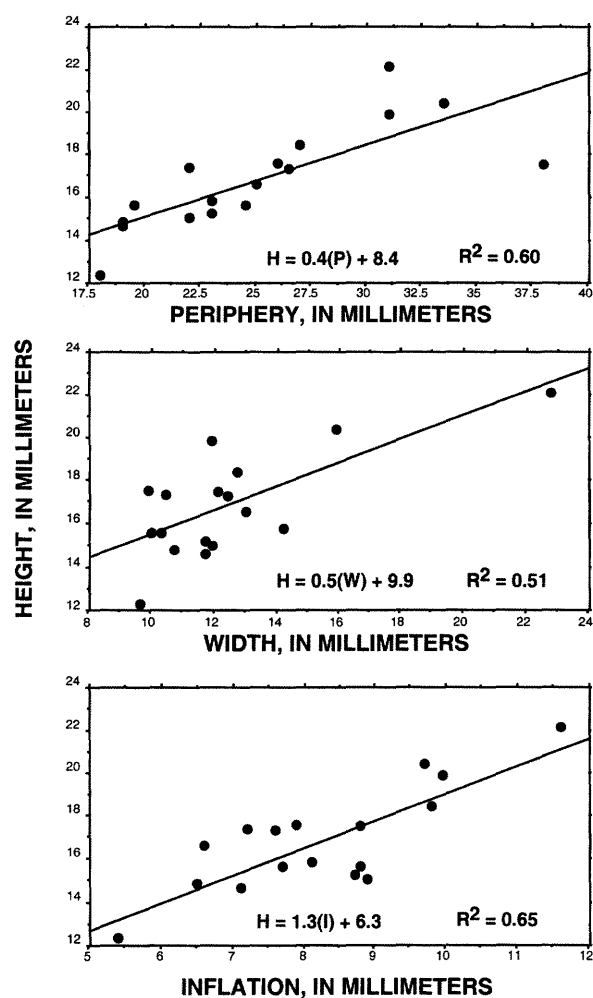 24
22
20
18
16
14
12
H = 0.4(P) + 8.4 R2 = 0.60
17.5 20 22.5 25 27.5 30 32.5 35 37.5 40
PERIPHERY, IN MILLIMETERS
HEIGHT, IN MILLIMETERS
24
22
20
18
16
14
12
H = 0.5(W) + 9.9 R2 = 0.51
8 10 12 14 16 18 20 22 24
WIDTH, IN MILLIMETERS
24
22
20
18
16
14
12
H = 1.3(I) + 6.3 R2 = 0.65
5 6 7 8 9 10 11 12
INFLATION, IN MILLIMETERS